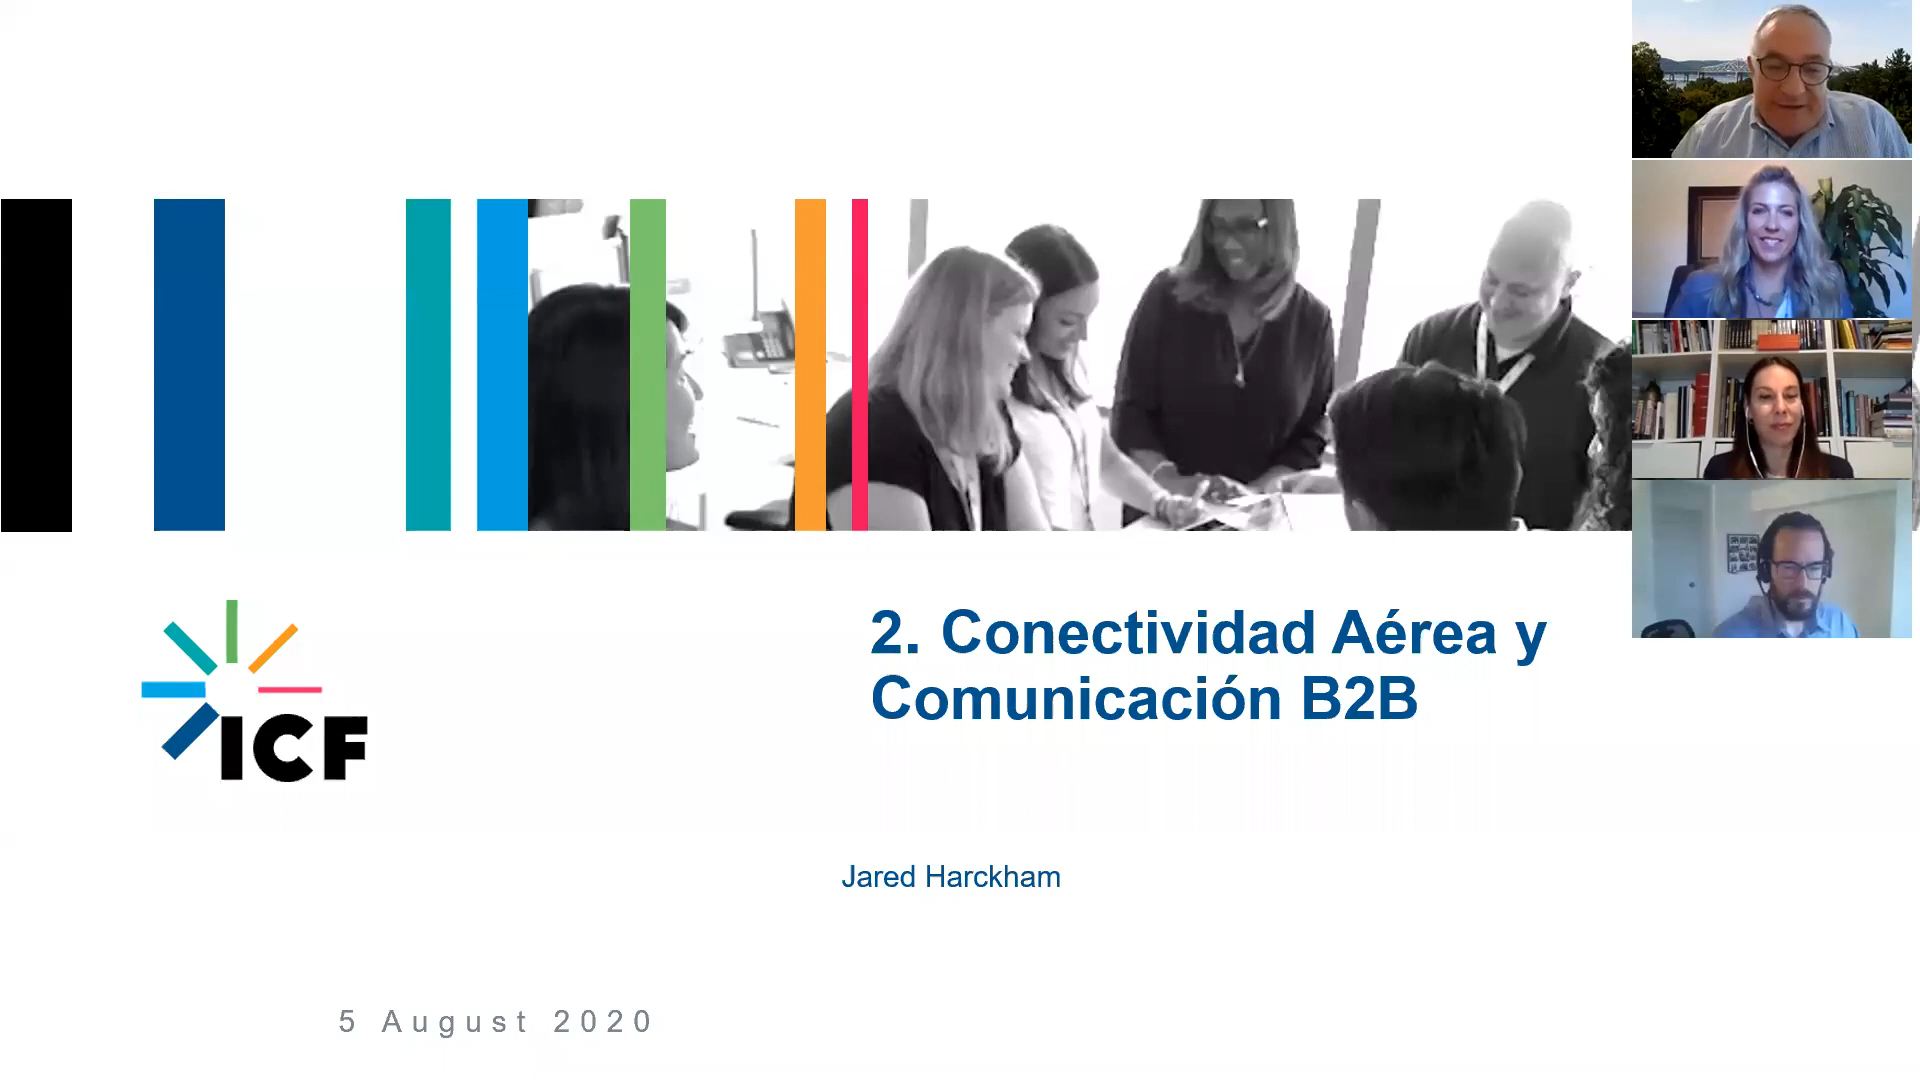 2. Conectividad Aérea y
Comunicación B2B
ICF
Jared Harckham
5 August 2020